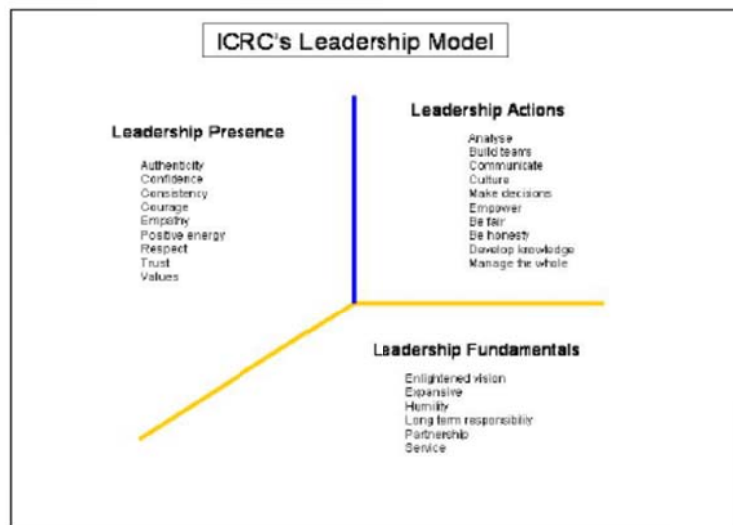 ICRC's Leadership Model
Leadership Presence
Authenticity
Confidence
Consistency
Courage
Empathy
Positive energy
Respect
Trust
Values
Leadership Actions
Analyse
Build teams
Communicate
Culture
Make decisions
Empower
Be fair
Be honesty
Develop knowledge
Manage the whole
Leadership Fundamentals
Enlightened vision
Expansive
Humility
Long term responsibility
Partnership
Service